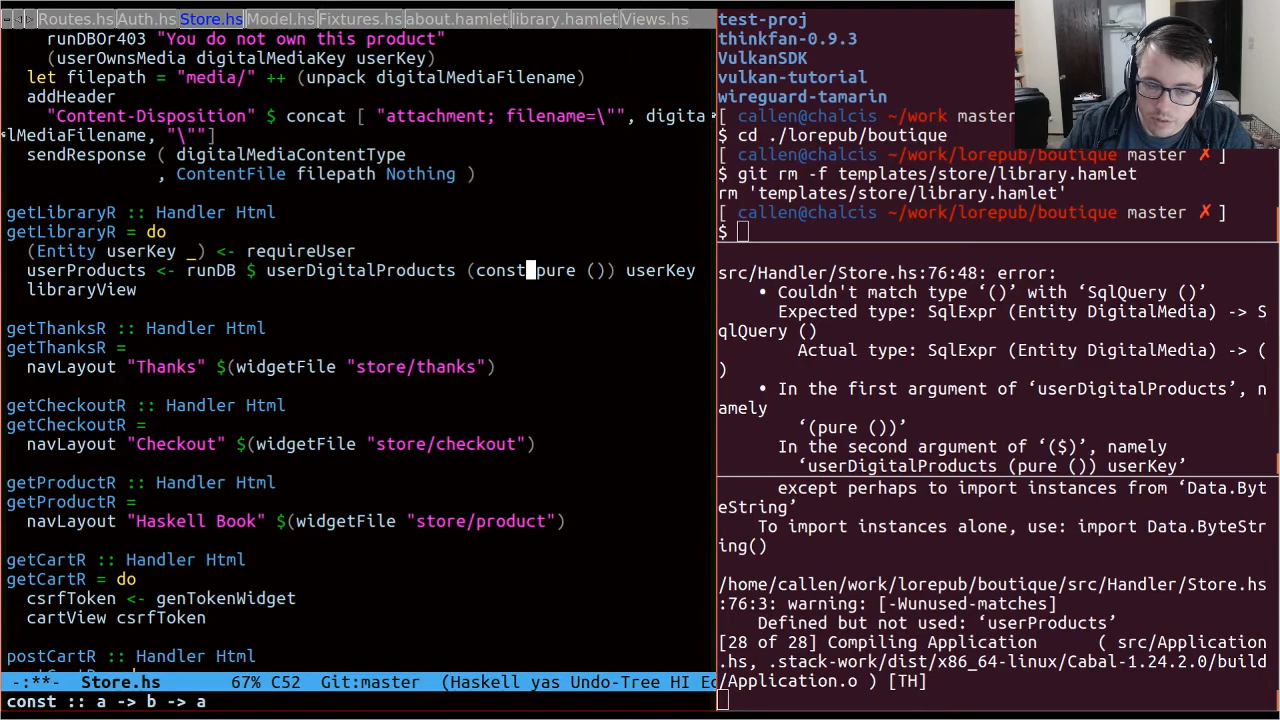 Routes.hs Auth.hs Store.hs Model.hs Fixtures.hs about.hamlet library.hamlet Views.hs
runDBOr403 "You do not own this product"
(userOwnsMedia digitalMediaKey userKey)
let filepath = "media/" ++ (unpack digitalMediaFilename)
addHeader
"Content-Disposition" $ concat [ "attachment; filename=\"", digita
lMediaFilename, "\""]
sendResponse ( digitalMediaContentType
, ContentFile filepath Nothing )
getLibraryR :: Handler Html
getLibraryR = do
(Entity userKey _) <- requireUser
userProducts <- runDB $ userDigitalProducts (const pure ()) userKey
libraryView
getThanksR :: Handler Html
getThanksR =
navLayout "Thanks" $(widgetFile "store/thanks")
getCheckoutR :: Handler Html
getCheckoutR =
navLayout "Checkout" $(widgetFile "store/checkout")
getProductR :: Handler Html
getProductR =
navLayout "Haskell Book" $(widgetFile "store/product")
getCartR :: Handler Html
getCartR = do
csrfToken <- genTokenWidget
cartView csrfToken
postCartR :: Handler Html
-:**- Store.hs 67% C52 Git:master (Haskell yas Undo-Tree HI Ec
const :: a -> b -> a
test-proj
thinkfan-0.9.3
VulkanSDK
vulkan-tutorial
wireguard-tamarin
[ callen@chalcis ~/work master
$ cd ./lorepub/boutique
[ callen@chalcis ~/work/lorepub/boutique master ✗ ]
$ git rm -f templates/store/library.hamlet
rm 'templates/store/library.hamlet'
[ callen@chalcis ~/work/lorepub/boutique master ✗ ]
$
src/Handler/Store.hs:76:48: error:
• Couldn't match type ‘()’ with ‘SqlQuery ()’
Expected type: SqlExpr (Entity DigitalMedia) -> S
qlQuery ()
Actual type: SqlExpr (Entity DigitalMedia) -> (
)
• In the first argument of ‘userDigitalProducts’, n
amely
‘(pure ())’
In the second argument of ‘($)’, namely
‘userDigitalProducts (pure ()) userKey’
except perhaps to import instances from ‘Data.Byt
eString’
To import instances alone, use: import Data.ByteStr
ing()
/home/callen/work/lorepub/boutique/src/Handler/Store.hs
:76:3: warning: [-Wunused-matches]
Defined but not used: ‘userProducts’
[28 of 28] Compiling Application ( src/Application
.hs, .stack-work/dist/x86_64-linux/Cabal-1.24.2.0/build
/Application.o ) [TH]